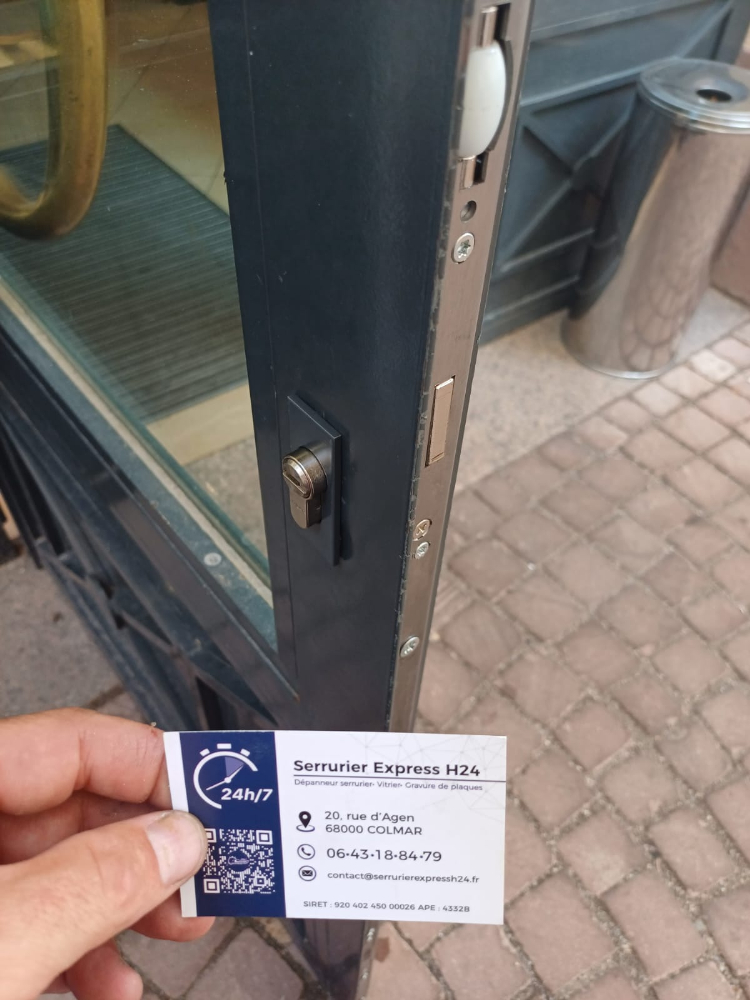 24h/7
Serrurier Express H24
Dépanneur serrurier- Vitrier- Gravure de plaques
20, rue d'Agen
68000 COLMAR
06•43•18•84•79
contact@serrurierexpressh24.fr
SIRET : 920 402 450 00026 APE : 4332B